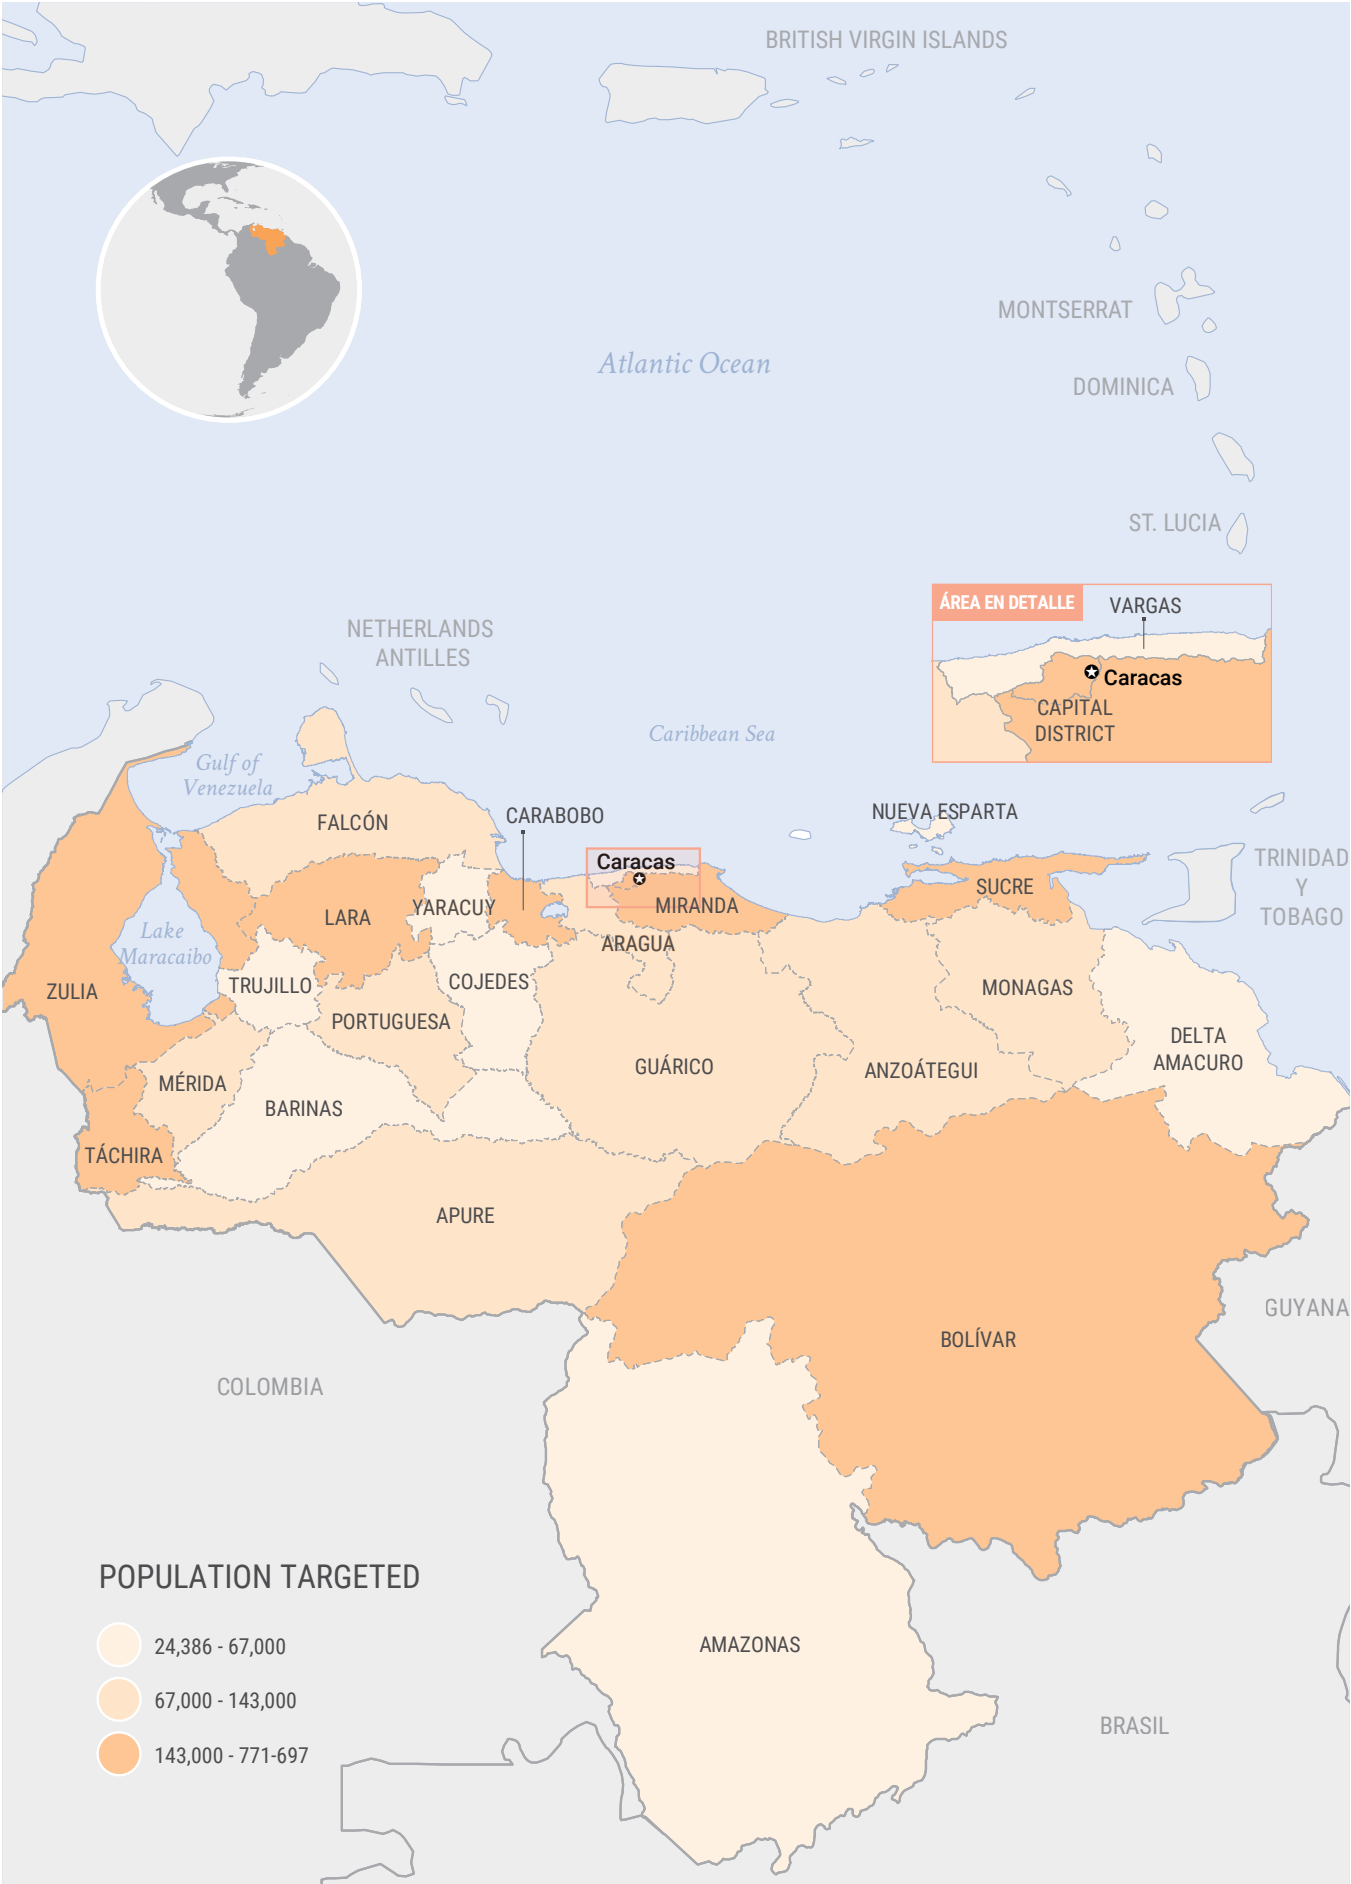 BRITISH VIRGIN ISLANDS
MONTSERRAT
Atlantic Ocean
DOMINICA
ST. LUCIA
ÁREA EN DETALLE
VARGAS
Caracas
CAPITAL
DISTRICT
NETHERLANDS
ANTILLES
Caribbean Sea
Gulf of
Venezuela
FALCÓN
CARABOBO
NUEVA ESPARTA
Caracas
TRINIDAD
Y
TOBAGO
SUCRE
LARA
YARACUY
MIRANDA
ARAGUA
Lake
Maracaibo
ZULIA
TRUJILLO
COJEDES
MONAGAS
PORTUGUESA
DELTA
AMACURO
GUÁRICO
ANZOÁTEGUI
MÉRIDA
BARINAS
TÁCHIRA
APURE
GUYANA
BOLÍVAR
COLOMBIA
POPULATION TARGETED
24,386 - 67,000
67,000 - 143,000
143,000 - 771-697
AMAZONAS
BRASIL